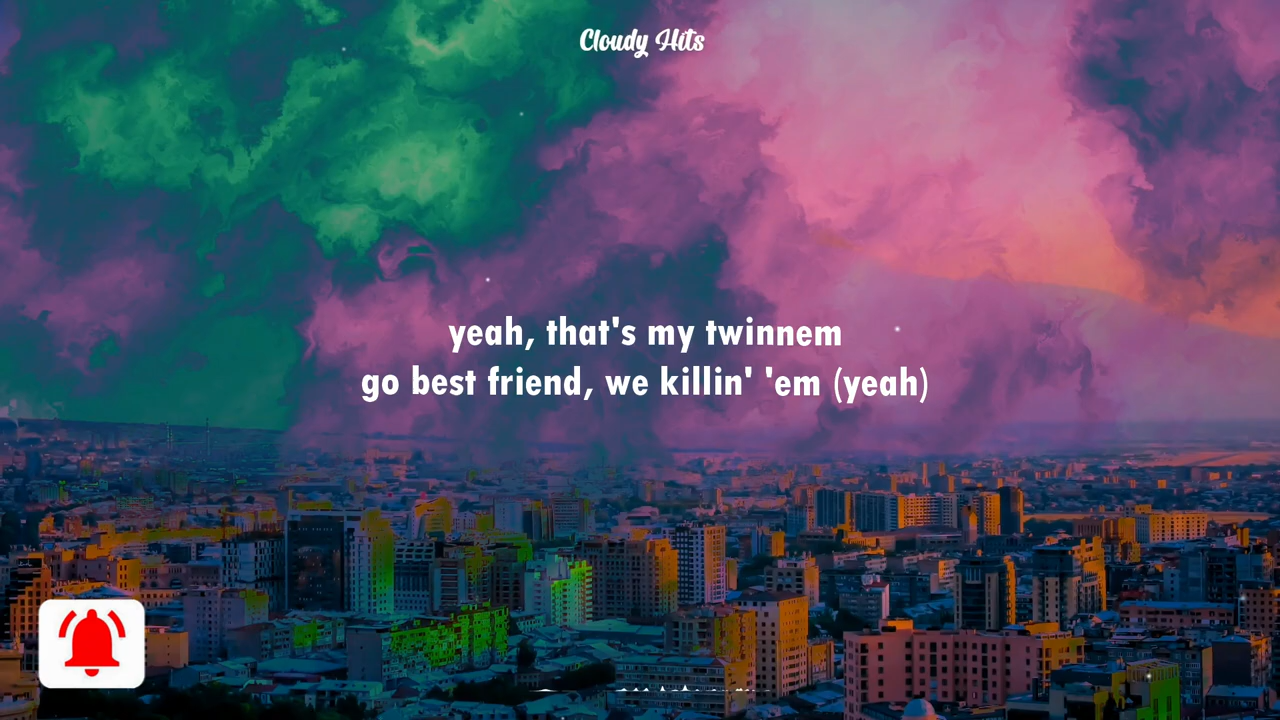 Cloudy Hits
yeah, that's my twinnem
go best friend, we killin' 'em (yeah)